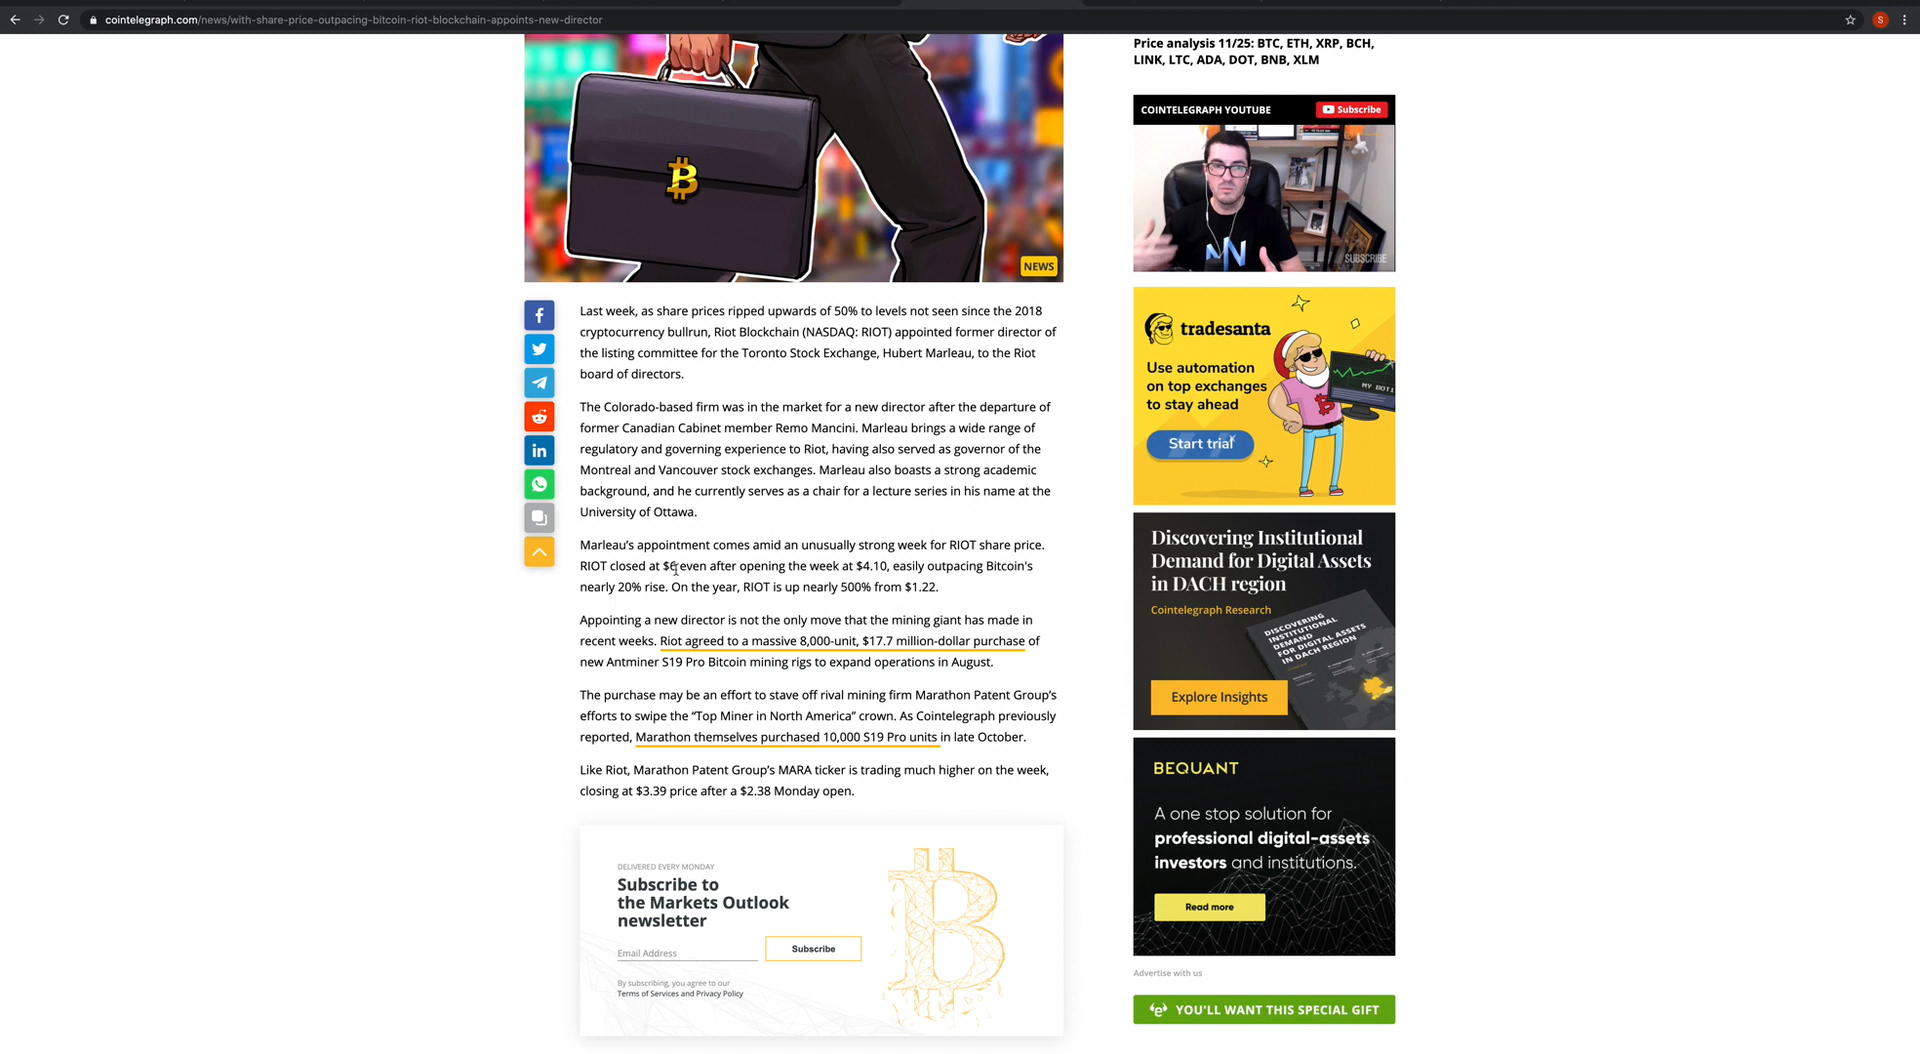 cointelegraph.com/news/with-share-price-outpacing-bitcoin-riot-blockchain-appoints-new-director
S
NEWS
Last week, as share prices ripped upwards of 50% to levels not seen since the 2018
cryptocurrency bullrun, Riot Blockchain (NASDAQ: RIOT) appointed former director of
the listing committee for the Toronto Stock Exchange, Hubert Marleau, to the Riot
board of directors.
The Colorado-based firm was in the market for a new director after the departure of
former Canadian Cabinet member Remo Mancini. Marleau brings a wide range of
regulatory and governing experience to Riot, having also served as governor of the
Montreal and Vancouver stock exchanges. Marleau also boasts a strong academic
background, and he currently serves as a chair for a lecture series in his name at the
University of Ottawa.
Marleau's appointment comes amid an unusually strong week for RIOT share price.
RIOT closed at $6 even after opening the week at $4.10, easily outpacing Bitcoin's
nearly 20% rise. On the year, RIOT is up nearly 500% from $1.22.
Appointing a new director is not the only move that the mining giant has made in
recent weeks. Riot agreed to a massive 8,000-unit, $17.7 million-dollar purchase of
new Antminer S19 Pro Bitcoin mining rigs to expand operations in August.
The purchase may be an effort to stave off rival mining firm Marathon Patent Group's
efforts to swipe the “Top Miner in North America” crown. As Cointelegraph previously
reported, Marathon themselves purchased 10,000 S19 Pro units in late October.
Like Riot, Marathon Patent Group's MARA ticker is trading much higher on the week,
closing at $3.39 price after a $2.38 Monday open.
DELIVERED EVERY MONDAY
Subscribe to
the Markets Outlook
newsletter
Email Address
Subscribe
By subscribing, you agree to our
Terms of Services and Privacy Policy
Price analysis 11/25: BTC, ETH, XRP, BCH,
LINK, LTC, ADA, DOT, BNB, XLM
COINTELEGRAPH YOUTUBE
Subscribe
SUBSCRIBE
tradesanta
Use automation
on top exchanges
to stay ahead
MY BOT1
Start trial
Discovering Institutional
Demand for Digital Assets
in DACH region
Cointelegraph Research
DISCOVERING
INSTITUTIONAL
DEMAND
FOR DIGITAL ASSETS
IN DACH REGION
Explore Insights
BEQUANT
A one stop solution for
professional digital-assets
investors and institutions.
Read more
Advertise with us
YOU'LL WANT THIS SPECIAL GIFT